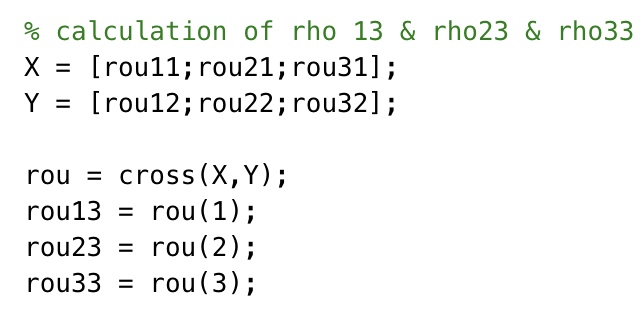 % calculation of rho 13 & rho23 & rho33
X = [rou11;rou21;rou31];
Y = [rou12;rou22;rou32];
rou = cross(X,Y);
rou13 = rou(1);
rou23 = rou(2);
rou33 = rou(3);